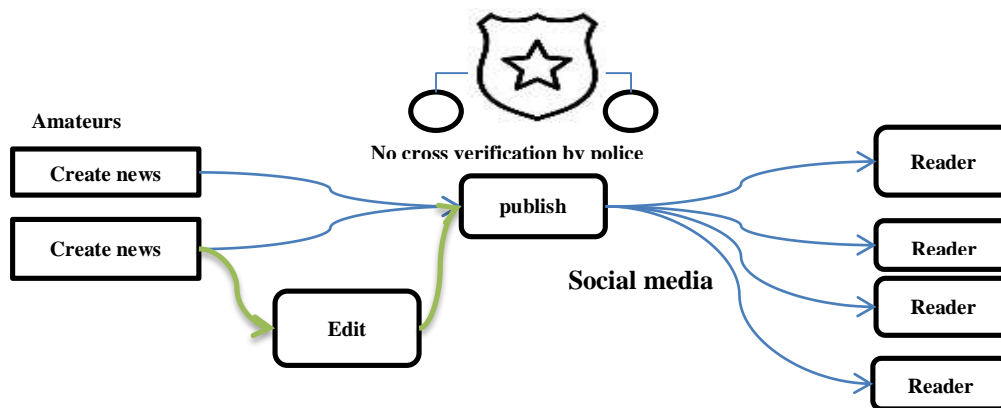 Amateurs
No cross verification by police
Create news
Reader
publish
Create news
Reader
Social media
Reader
Edit
Reader